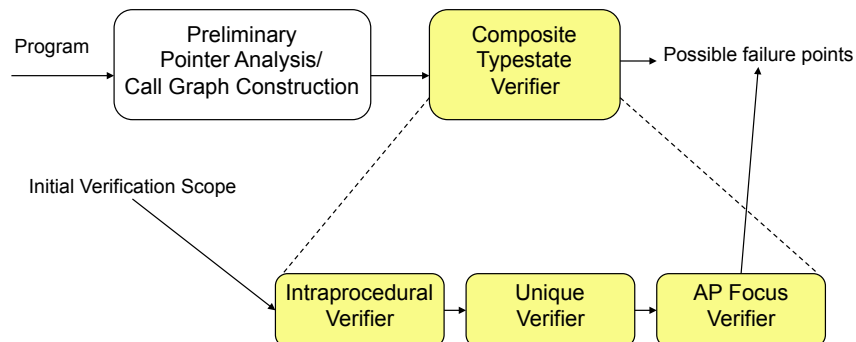 Program
Preliminary
Pointer Analysis/
Call Graph Construction
Composite
Typestate
Verifier
Possible failure points
Initial Verification Scope
Intraprocedural
Verifier
Unique
Verifier
AP Focus
Verifier